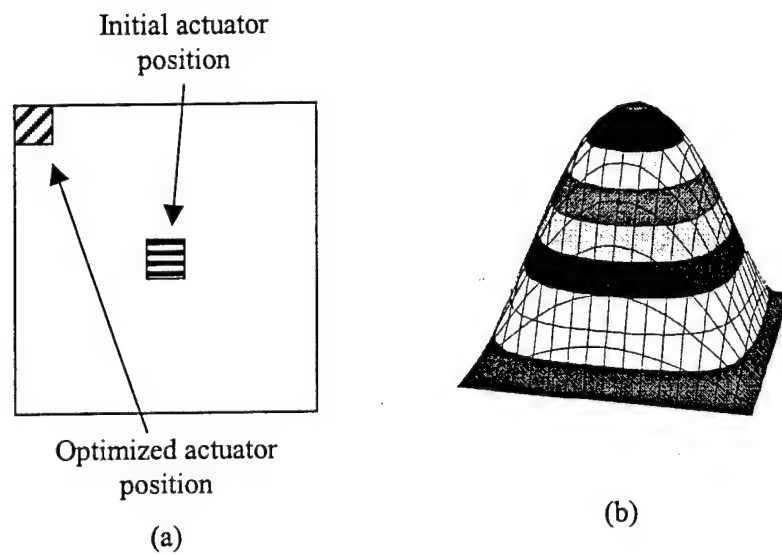 Initial actuator
position
Optimized actuator
position
(a)
(b)